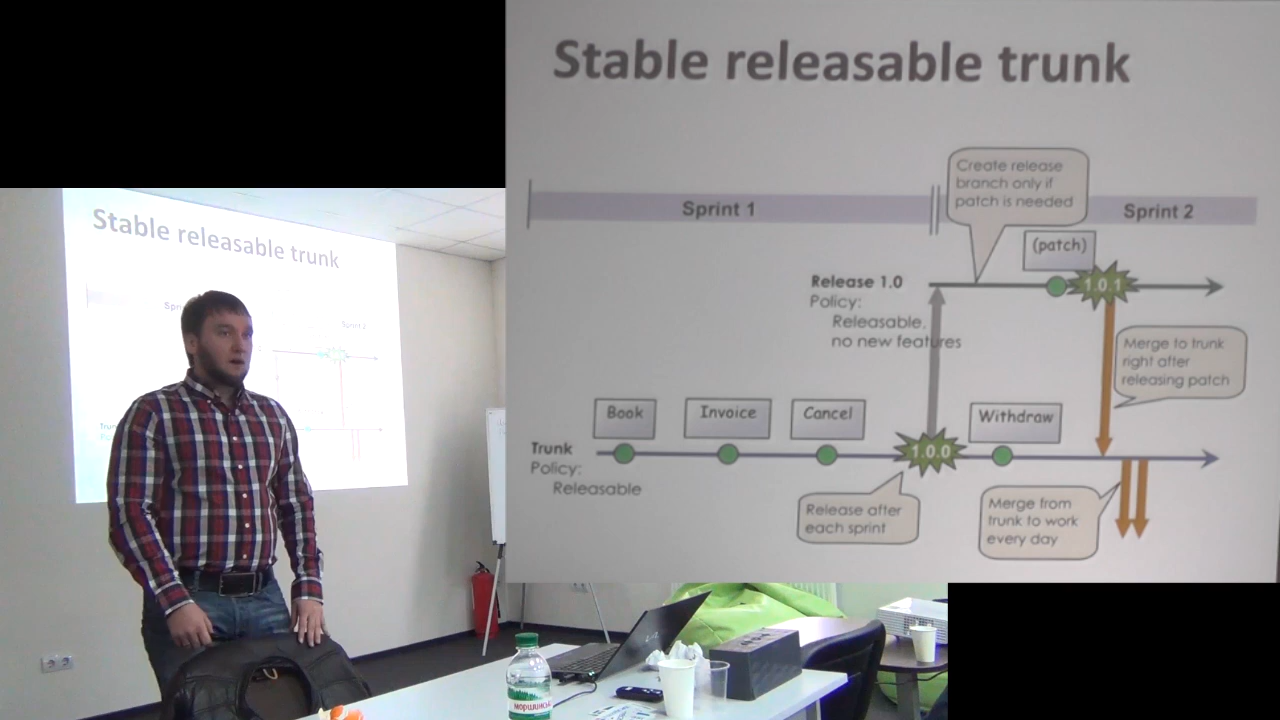 Stable releasable trunk
Create release
branch only if
patch is needed
Sprint 1
Sprint 2
(patch)
Release 1.0
Policy:
Releasable,
no new features
1.0.1
Merge to trunk
right after
releasing patch
Book
Invoice
Cancel
Withdraw
Trunk
Policy:
Releasable
1.0.0
Release after
each sprint
Merge from
trunk to work
every day
Stable releasable trunk
Sprint 2